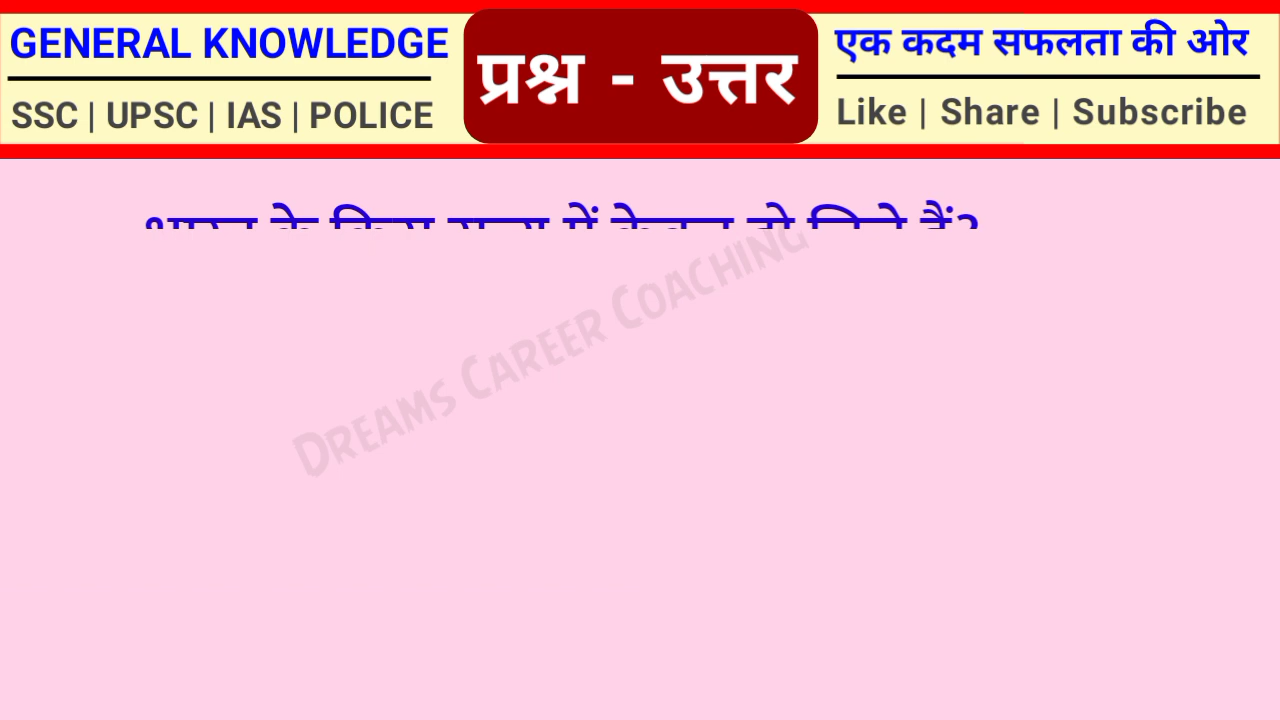 GENERAL KNOWLEDGE
SSC | UPSC | IAS | POLICE
प्रश्न - उत्तर
एक कदम सफलता की ओर
Like | Share | Subscribe
के में हैं?
DREAMS CAREER COACHING